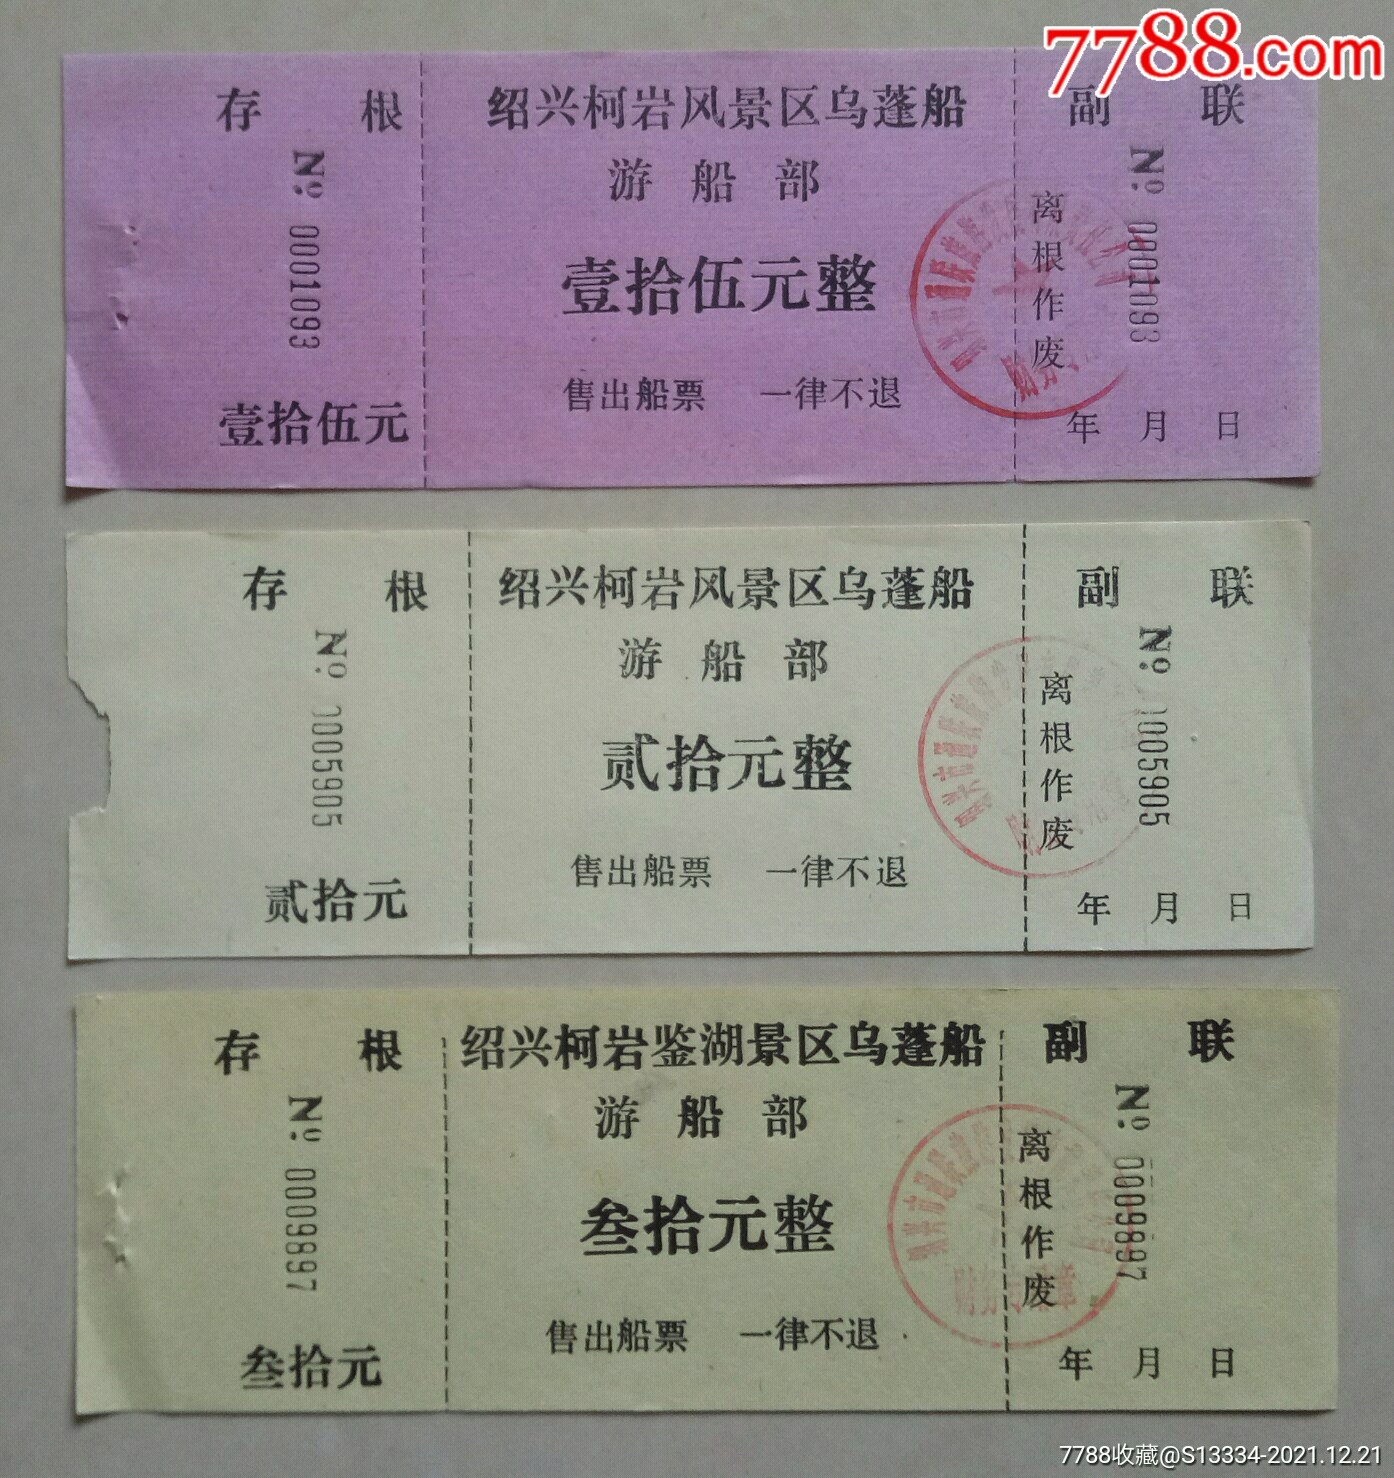 7788.com
存 根
绍兴柯岩风景区乌蓬船
副 联
游 船 部
№ 0001093
壹拾伍元整
离根作废
№ 0001093
售出船票 一律不退
壹拾伍元
年 月 日
存 根
绍兴柯岩风景区乌蓬船
副 联
游 船 部
№ 0005905
贰拾元整
离根作废
№ 0005905
售出船票 一律不退
贰拾元
年 月 日
存 根
绍兴柯岩鉴湖景区乌蓬船
副 联
游 船 部
№ 0009897
叁拾元整
离根作废
№ 0009897
售出船票 一律不退
叁拾元
年 月 日
7788收藏@S13334-2021.12.21